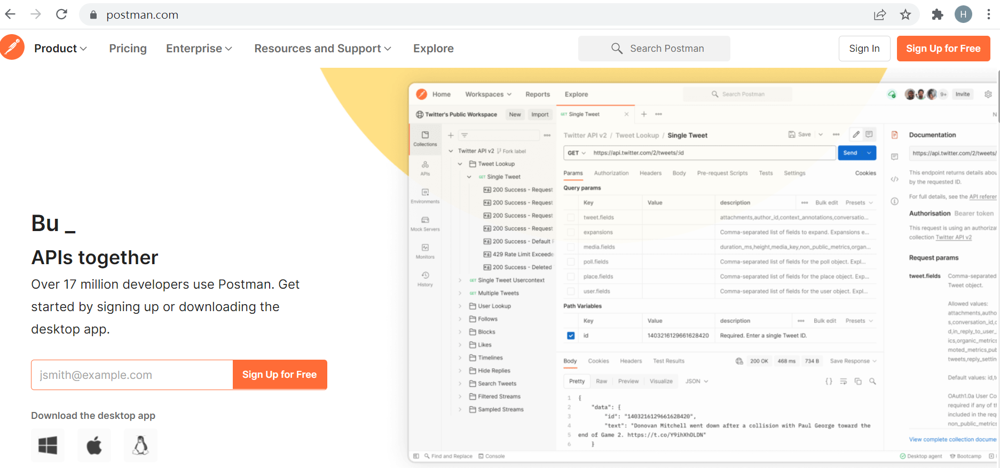 postman.com
H
Product
Pricing
Enterprise
Resources and Support
Explore
Search Postman
Sign In
Sign Up for Free
Bu _
APIs together
Over 17 million developers use Postman. Get
started by signing up or downloading the
desktop app.
jsmith@example.com
Sign Up for Free
Download the desktop app
Home
Workspaces
Reports
Explore
Search Postman
9+
Invite
Twitter's Public Workspace
New
Import
GET Single Tweet
Collections
APIs
Environments
Mock Servers
Monitors
History
Twitter API v2 Fork label
Tweet Lookup
GET Single Tweet
200 Success - Request
200 Success - Request
200 Success - Request
200 Success - Request
200 Success - Default
429 Rate Limit Exceede
200 Success - Deleted
GET Single Tweet Usercontext
GET Multiple Tweets
User Lookup
Follows
Blocks
Likes
Timelines
Hide Replies
Search Tweets
Filtered Streams
Sampled Streams
Twitter API v2 / Tweet Lookup / Single Tweet
Save
GET https://api.twitter.com/2/tweets/:id
Send
Params Authorization Headers Body Pre-request Scripts Tests Settings Cookies
Query params
Key Value description Bulk edit Presets
tweet.fields attachments,author_id,context_annotations,conversatio...
expansions Comma-separated list of fields to expand. Expansions e...
media.fields duration_ms,height,media_key,non_public_metrics,organ...
poll.fields Comma-separated list of fields for the poll object. Expl...
place.fields Comma-separated list of fields for the place object. Exp...
user.fields Comma-separated list of fields for the user object. Expl...
Path Variables
Key Value description Bulk edit Presets
id 1403216129661628420 Required. Enter a single Tweet ID.
Body Cookies Headers Test Results 200 OK 468 ms 734 B Save Response
Pretty Raw Preview Visualize JSON
1 {
2 "data": {
3 "id": "1403216129661628420",
4 "text": "Donovan Mitchell went down after a collision with Paul George toward the
5 end of Game 2. https://t.co/Y9ihXhDLDN"
6 }
Documentation
https://api.twitter.com/2/tweets/
This endpoint returns details abou
by the requested ID.
For full details, see the API referer
Authorisation Bearer token
This request is using an authoriza
collection Twitter API v2
Request params
tweet.fields Comma-separated
Tweet object.
Allowed values:
attachments,autho
s,conversation_id,c
d,in_reply_to_user_
ics,organic_metrics
moted_metrics,pub
tweets,reply_settin
Default values: id,t
OAuth1.0a User Co
required if any of t
included in the req
non_public_metrics
View complete collection docume
Find and Replace
Console
Desktop agent
Bootcamp